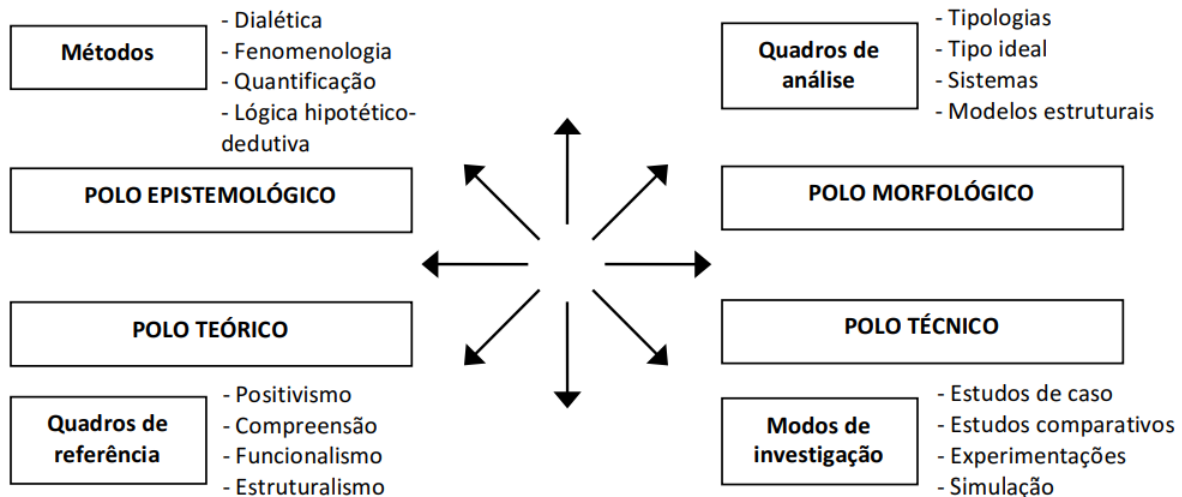 Métodos
- Dialética
- Fenomenologia
- Quantificação
- Lógica hipotético-
dedutiva
POLO EPISTEMOLÓGICO
Quadros de
análise
- Tipologias
- Tipo ideal
- Sistemas
- Modelos estruturais
POLO MORFOLÓGICO
POLO TEÓRICO
Quadros de
referência
- Positivismo
- Compreensão
- Funcionalismo
- Estruturalismo
POLO TÉCNICO
Modos de
investigação
- Estudos de caso
- Estudos comparativos
- Experimentações
- Simulação